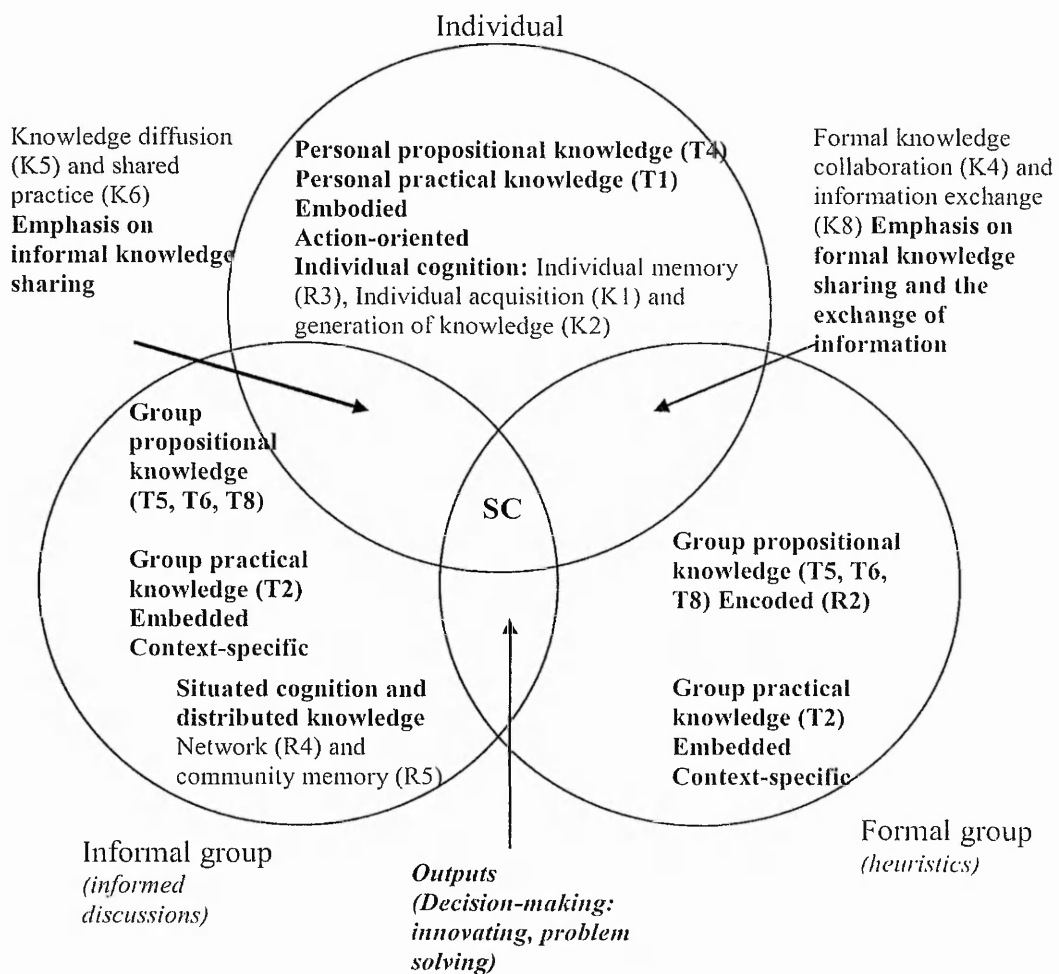 Individual
Knowledge diffusion
(K5) and shared
practice (K6)
Emphasis on
informal knowledge
sharing
Personal propositional knowledge (T4)
Personal practical knowledge (T1)
Embodied
Action-oriented
Individual cognition: Individual memory
(R3), Individual acquisition (K1) and
generation of knowledge (K2)
Formal knowledge
collaboration (K4) and
information exchange
(K8) Emphasis on
formal knowledge
sharing and the
exchange of
information
Group
propositional
knowledge
(T5, T6, T8)
Group practical
knowledge (T2)
Embedded
Context-specific
Situated cognition and
distributed knowledge
Network (R4) and
community memory (R5)
SC
Group propositional
knowledge (T5, T6,
T8) Encoded (R2)
Group practical
knowledge (T2)
Embedded
Context-specific
Informal group
(informed
discussions)
Outputs
(Decision-making:
innovating, problem
solving)
Formal group
(heuristics)